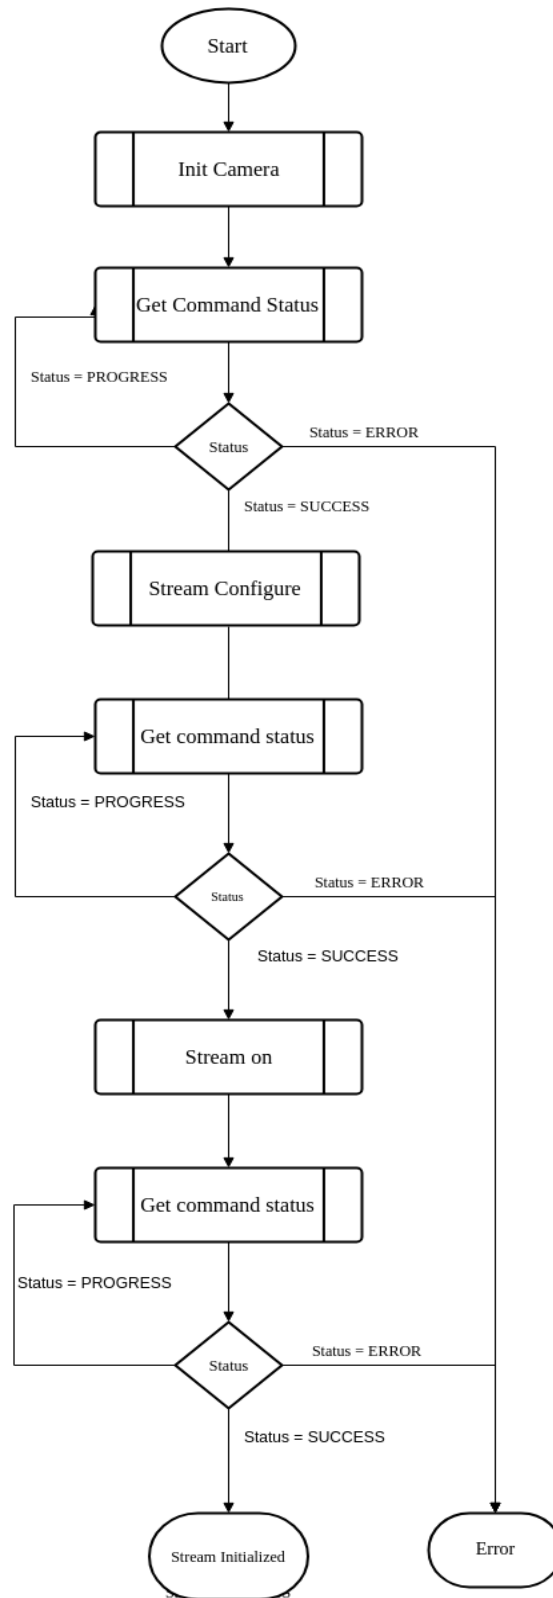 Start
Init Camera
Get Command Status
Status = PROGRESS
Status = ERROR
Status
Status = SUCCESS
Stream Configure
Get command status
Status = PROGRESS
Status = ERROR
Status
Status = SUCCESS
Stream on
Get command status
Status = PROGRESS
Status = ERROR
Status
Status = SUCCESS
Error
Stream Initialized